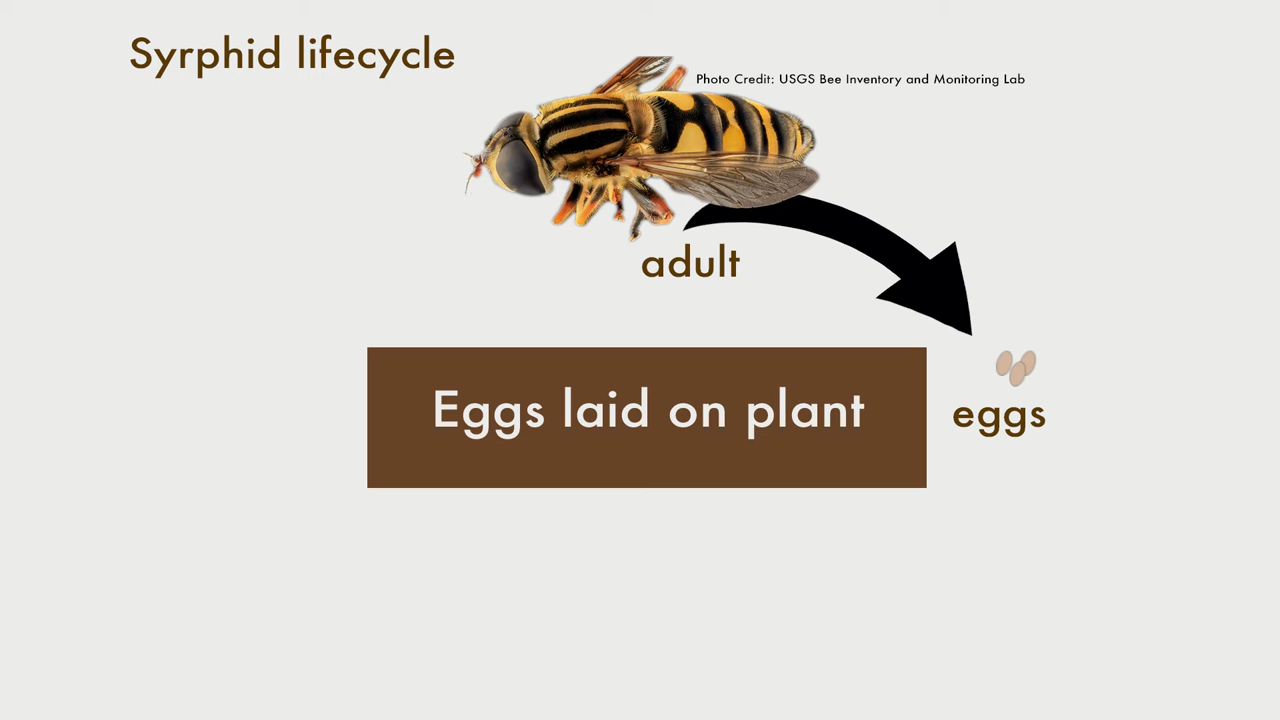 Syrphid lifecycle
Photo Credit: USGS Bee Inventory and Monitoring Lab
adult
Eggs laid on plant
eggs